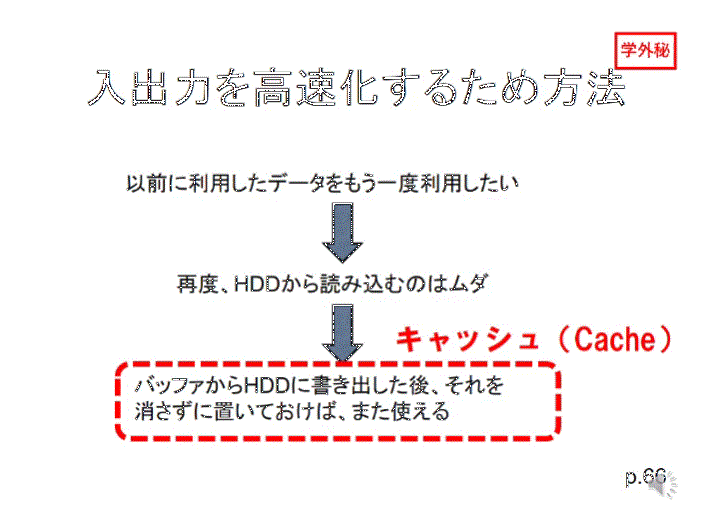 学外秘
入出力を高速化するため方法
以前に利用したデータをもう一度利用したい
再度、HDDから読み込むのはムダ
キャッシュ（Cache）
バッファからHDDに書き出した後、それを
消さずに置いておけば、また使える
p.66